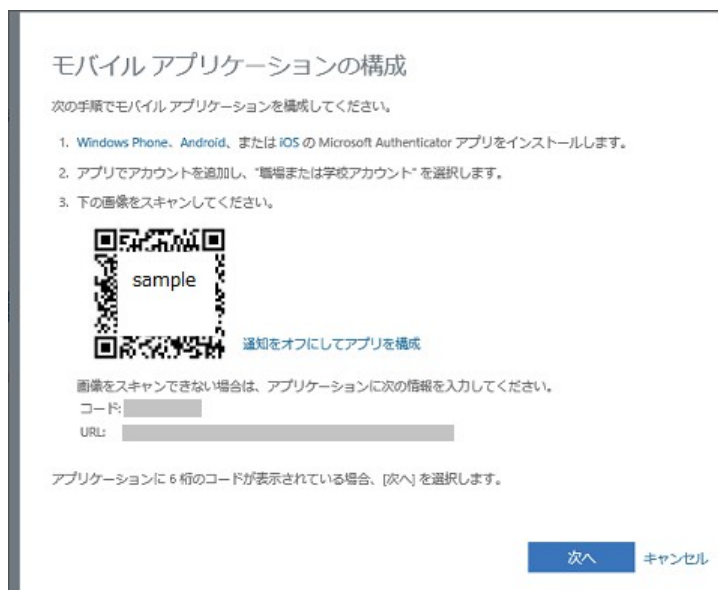 モバイル アプリケーションの構成
次の手順でモバイル アプリケーションを構成してください。
1. Windows Phone、Android、または iOS の Microsoft Authenticator アプリをインストールします。
2. アプリでアカウントを追加し、"職場または学校アカウント" を選択します。
3. 下の画像をスキャンしてください。
sample
通知をオフにしてアプリを構成
画像をスキャンできない場合は、アプリケーションに次の情報を入力してください。
コード:
URL:
アプリケーションに 6 桁のコードが表示されている場合、[次へ] を選択します。
次へ キャンセル